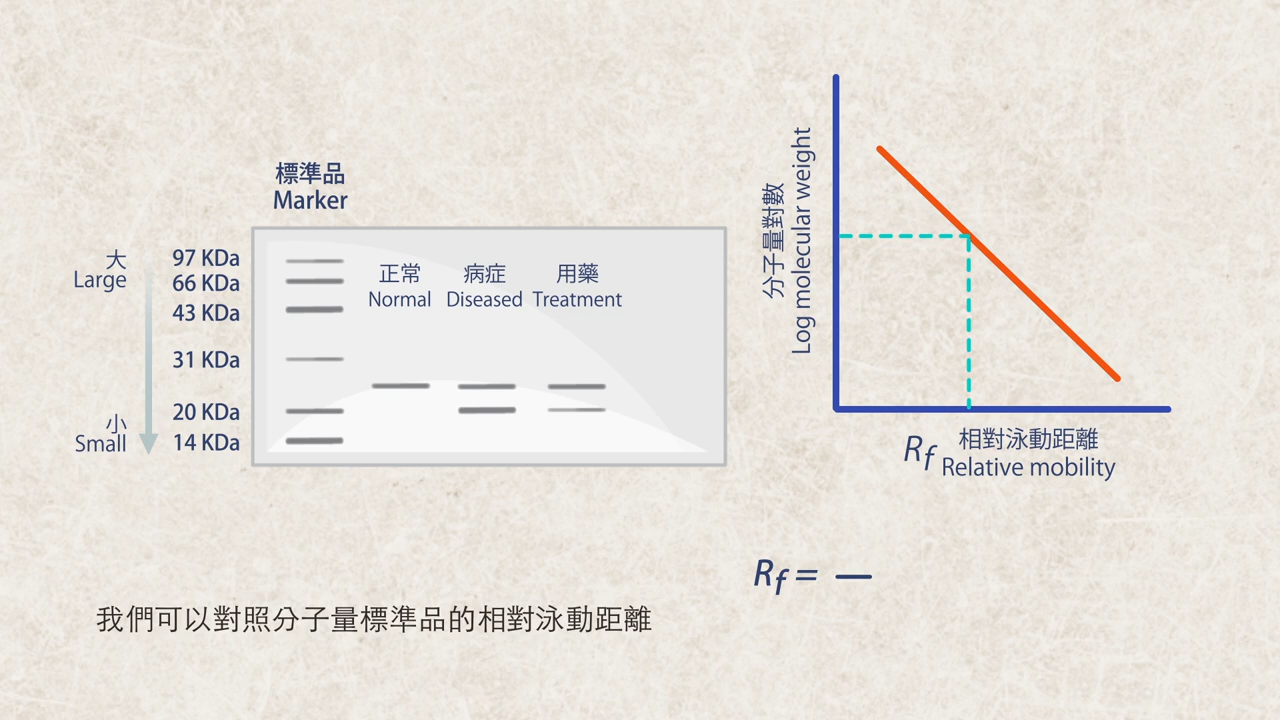 標準品
Marker
大
Large
小
Small
97 KDa
66 KDa
43 KDa
31 KDa
20 KDa
14 KDa
正常
Normal
病症
Diseased
用藥
Treatment
分子量對數
Log molecular weight
Rf 相對泳動距離
Relative mobility
Rf = —
我們可以對照分子量標準品的相對泳動距離